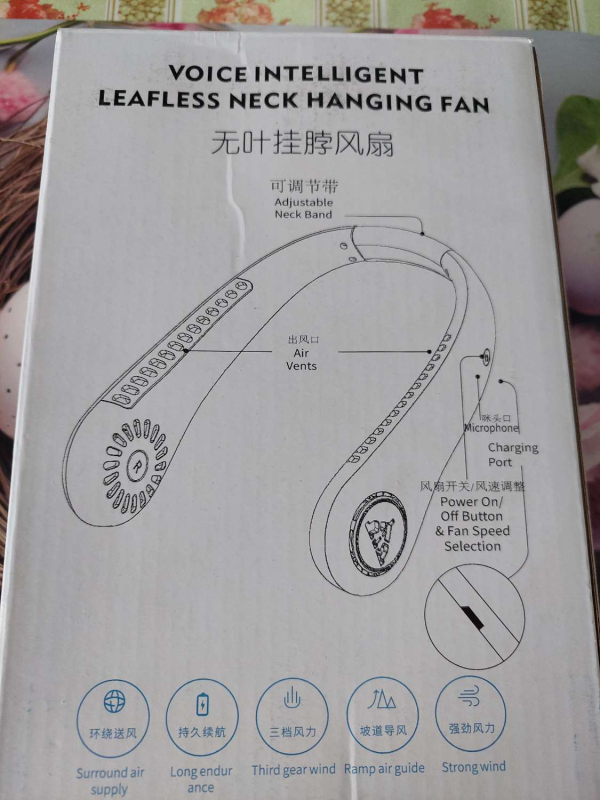 VOICE INTELLIGENT
LEAFLESS NECK HANGING FAN
无叶挂脖风扇
可调节带
Adjustable
Neck Band
出风口
Air
Vents
咪头口
Microphone
Charging
Port
风扇开关/风速调整
Power On/
Off Button
& Fan Speed
Selection
环绕送风
Surround air
supply
持久续航
Long endur
ance
三档风力
Third gear wind
坡道导风
Ramp air guide
强劲风力
Strong wind